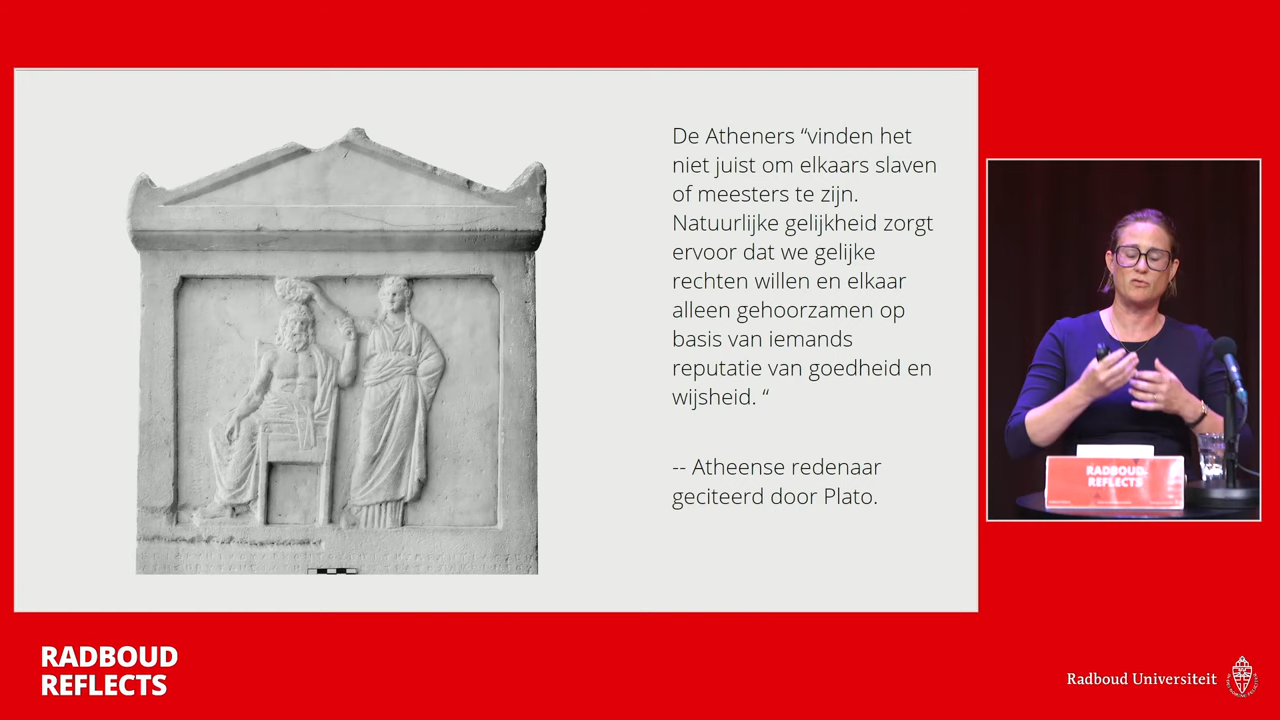 De Atheners “vinden het
niet juist om elkaars slaven
of meesters te zijn.
Natuurlijke gelijkheid zorgt
ervoor dat we gelijke
rechten willen en elkaar
alleen gehoorzamen op
basis van iemands
reputatie van goedheid en
wijsheid. “
-- Atheense redenaar
geciteerd door Plato.
RADBOUD
REFLECTS
RADBOUD
REFLECTS
Radboud Universiteit